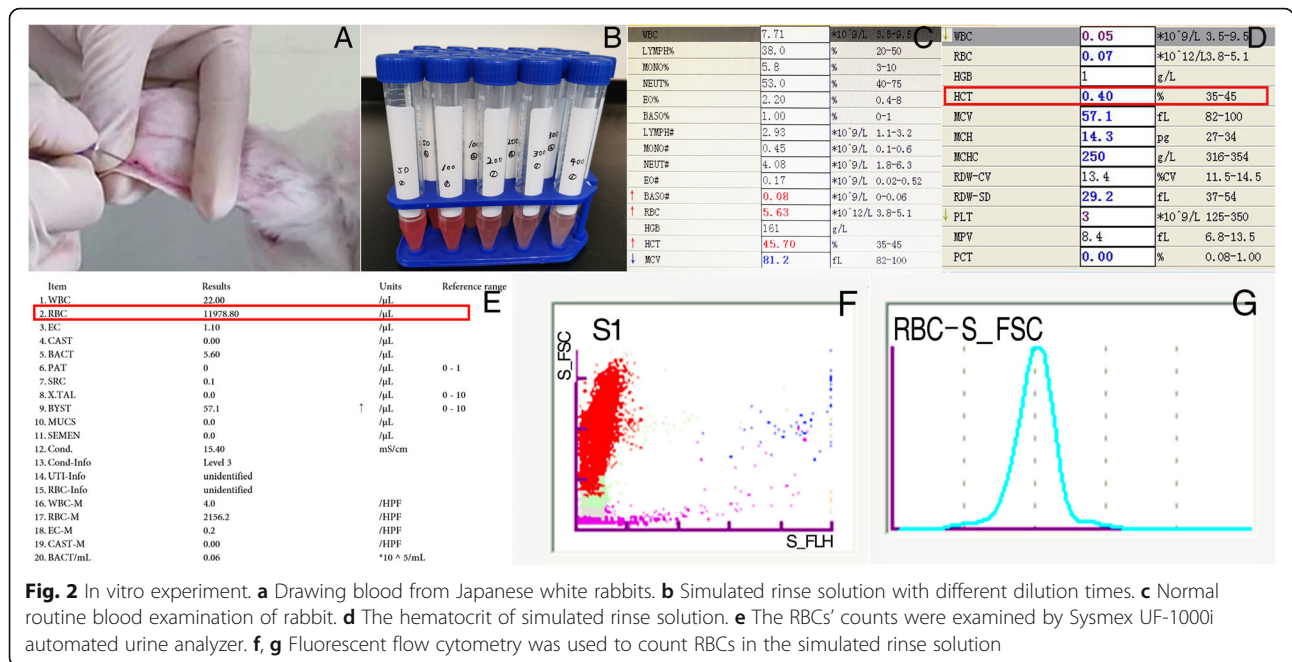 A
B
50
①
50
④
100
①
100
④
200
①
200
300
①
300
④
400
①
C
WBC 7.71 *10^9/L 3.5-9.5
LYMPH% 38.0 % 20-50
MONO% 5.8 % 3-10
NEUT% 53.0 % 40-75
EO% 2.20 % 0.4-8
BASO% 1.00 % 0-1
LYMPH# 2.93 *10^9/L 1.1-3.2
MONO# 0.45 *10^9/L 0.1-0.6
NEUT# 4.08 *10^9/L 1.8-6.3
EO# 0.17 *10^9/L 0.02-0.52
↑ BASO# 0.08 *10^9/L 0-0.06
↑ RBC 5.63 *10^12/L 3.8-5.1
HGB 161 g/L
↑ HCT 45.70 % 35-45
↓ MCV 81.2 fL 82-100
D
↓ WBC 0.05 *10^9/L 3.5-9.5
RBC 0.07 *10^12/L3.8-5.1
HGB 1 g/L
HCT 0.40 % 35-45
MCV 57.1 fL 82-100
MCH 14.3 pg 27-34
MCHC 250 g/L 316-354
RDW-CV 13.4 %CV 11.5-14.5
RDW-SD 29.2 fL 37-54
↓ PLT 3 *10^9/L 125-350
MPV 8.4 fL 6.8-13.5
PCT 0.00 % 0.08-1.00
E
Item Results Units Reference range
1. WBC 22.00 /µL
2. RBC 11978.80 /µL
3. EC 1.10 /µL
4. CAST 0.00 /µL
5. BACT 5.60 /µL
6. PAT 0 /µL 0 - 1
7. SRC 0.1 /µL
8. X.TAL 0.0 /µL 0 - 10
9. BYST 57.1 ↑ /µL 0 - 10
10. MUCS 0.0 /µL
11. SEMEN 0.0 /µL
12. Cond. 15.40 mS/cm
13. Cond-Info Level 3
14. UTI-Info unidentified
15. RBC-Info unidentified
16. WBC-M 4.0 /HPF
17. RBC-M 2156.2 /HPF
18. EC-M 0.2 /HPF
19. CAST-M 0.00 /HPF
20. BACT/mL 0.06 *10 ^ 5/mL
F
S1
S_FSC
S_FLH
G
RBC-S_FSC
Fig. 2 In vitro experiment. a Drawing blood from Japanese white rabbits. b Simulated rinse solution with different dilution times. c Normal
routine blood examination of rabbit. d The hematocrit of simulated rinse solution. e The RBCs' counts were examined by Sysmex UF-1000i
automated urine analyzer. f, g Fluorescent flow cytometry was used to count RBCs in the simulated rinse solution